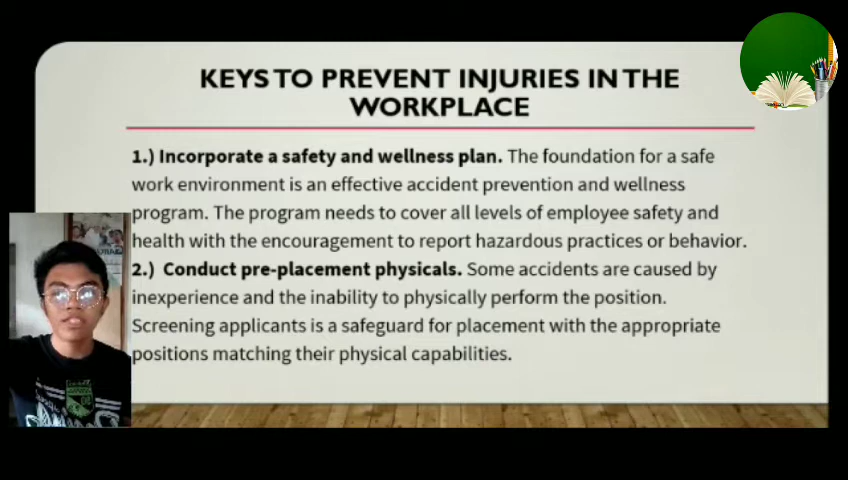 KEYS TO PREVENT INJURIES IN THE
WORKPLACE
1.) Incorporate a safety and wellness plan. The foundation for a safe
work environment is an effective accident prevention and wellness
program. The program needs to cover all levels of employee safety and
health with the encouragement to report hazardous practices or behavior.
2.) Conduct pre-placement physicals. Some accidents are caused by
inexperience and the inability to physically perform the position.
Screening applicants is a safeguard for placement with the appropriate
positions matching their physical capabilities.